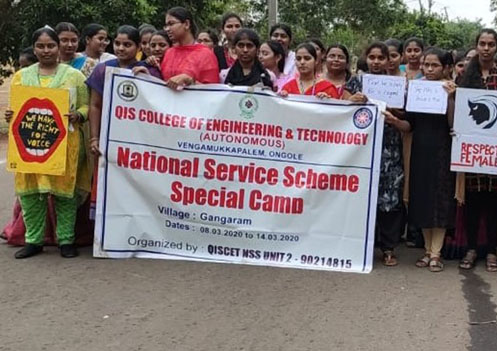 WE HAVE
THE RIGHT
FOR
VOICE
QIS COLLEGE OF ENGINEERING & TECHNOLOGY
(AUTONOMOUS)
VENGAMUKKAPALEM, ONGOLE
National Service Scheme
Special Camp
Village : Gangaram
Dates : 08.03.2020 to 14.03.2020
Organized by : QISCET NSS UNIT 2 - 90214815
RESPECT
FEMALE